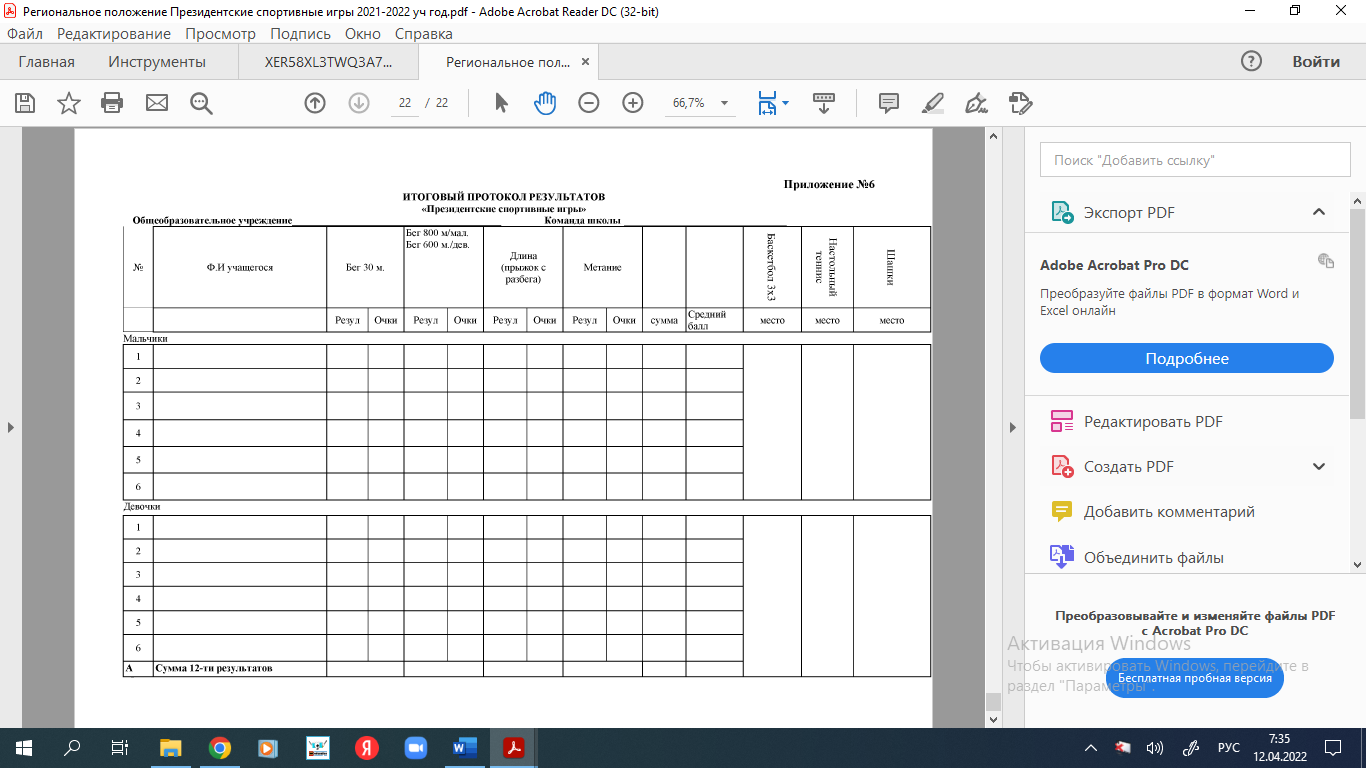 Региональное положение Президентские спортивные игры 2021-2022 уч год.pdf - Adobe Acrobat Reader DC (32-bit)
Файл Редактирование Просмотр Подпись Окно Справка
Главная Инструменты XER58XL3TWQ3A7... Региональное пол... × ? Войти
22 / 22 66,7%
Приложение №6
ИТОГОВЫЙ ПРОТОКОЛ РЕЗУЛЬТАТОВ
«Президентские спортивные игры»
Общеобразовательное учреждение Команда школы
№ Ф.И учащегося Бег 30 м. Бег 800 м/мал. Бег 600 м./дев. Длина (прыжок с разбега) Метание Баскетбол 3х3 Настольный теннис Шашки
Резул Очки Резул Очки Резул Очки Резул Очки сумма Средний балл место место место
Мальчики
1
2
3
4
5
6
Девочки
1
2
3
4
5
6
А Сумма 12-ти результатов
Поиск "Добавить ссылку"
Экспорт PDF
Adobe Acrobat Pro DC
Преобразуйте файлы PDF в формат Word и
Excel онлайн
Подробнее
Редактировать PDF
Создать PDF
Добавить комментарий
Объединить файлы
Преобразовывайте и изменяйте файлы PDF
с Acrobat Pro DC
Активация Windows
Чтобы активировать Windows, перейдите в
раздел "Параметры".
Бесплатная пробная версия
РУС
7:35
12.04.2022